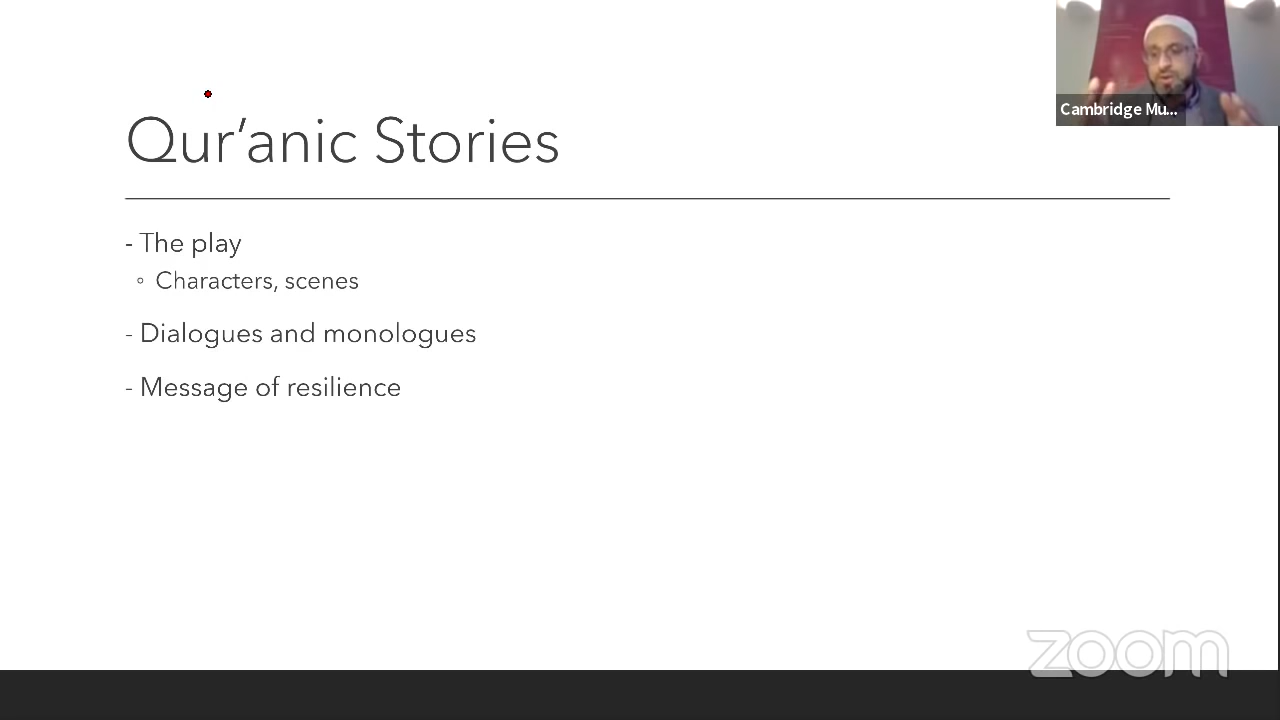 Cambridge Mu...
Qur’anic Stories
- The play
◦ Characters, scenes
- Dialogues and monologues
- Message of resilience
zoom